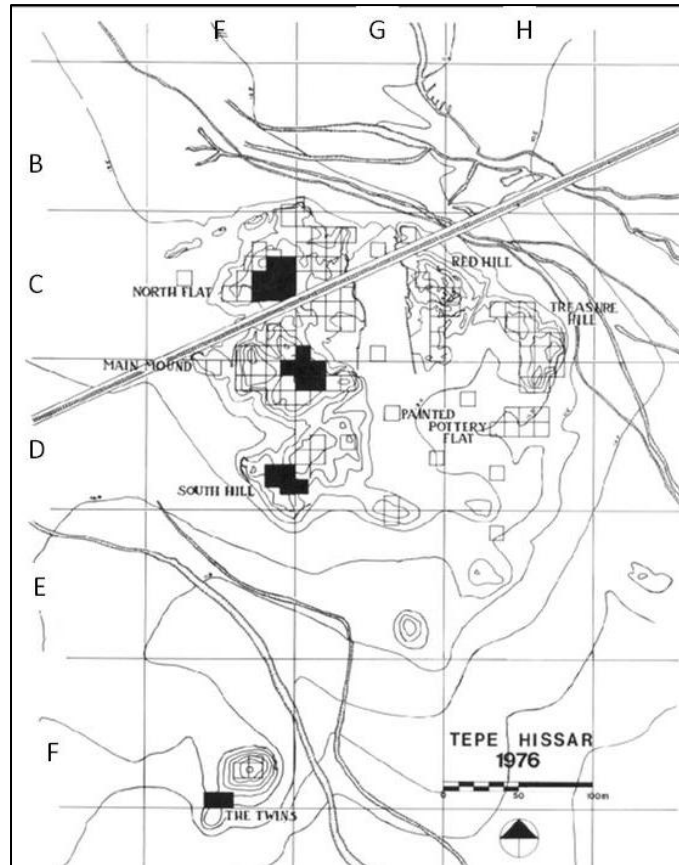 F G H
B
C
RED HILL
NORTH FLAT
TREASURE
HILL
MAIN MOUND
PAINTED
POTTERY
FLAT
D
SOUTH HILL
E
F
TEPE HISSAR
1976
0 50 100m
THE TWINS